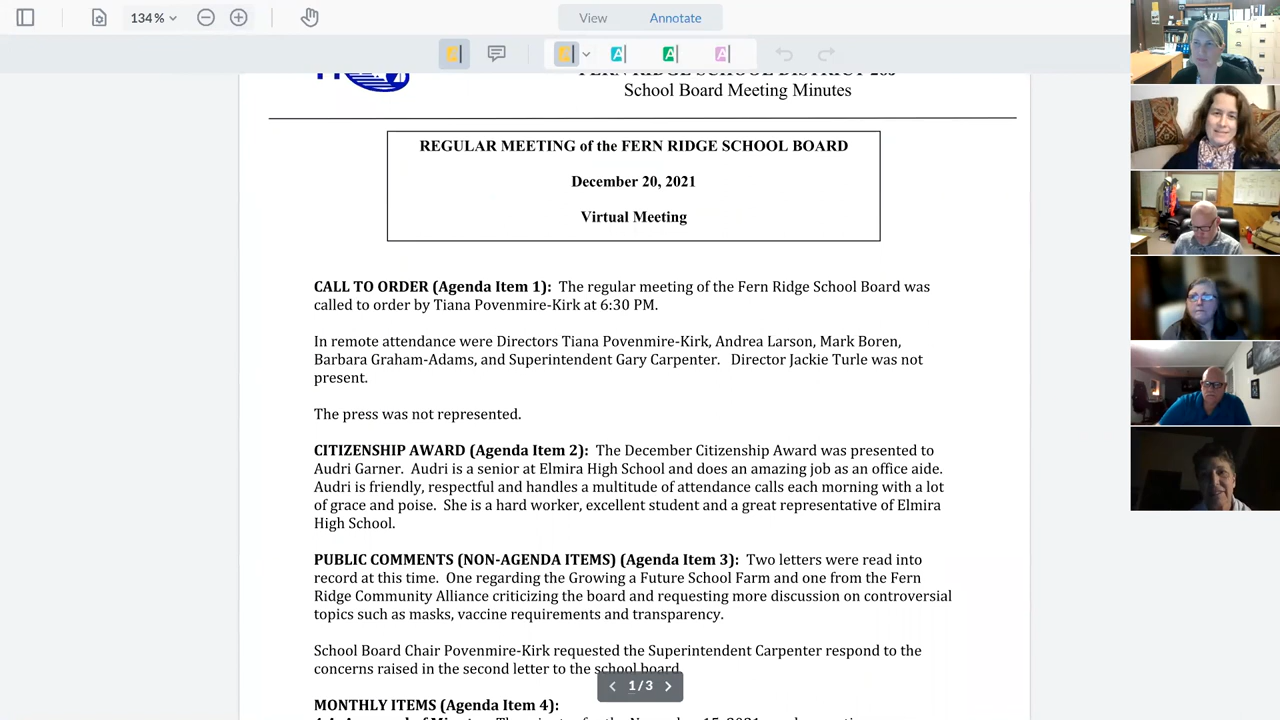 134 %
View
Annotate
School Board Meeting Minutes
REGULAR MEETING of the FERN RIDGE SCHOOL BOARD
December 20, 2021
Virtual Meeting
CALL TO ORDER (Agenda Item 1):  The regular meeting of the Fern Ridge School Board was
called to order by Tiana Povenmire-Kirk at 6:30 PM.
In remote attendance were Directors Tiana Povenmire-Kirk, Andrea Larson, Mark Boren,
Barbara Graham-Adams, and Superintendent Gary Carpenter.   Director Jackie Turle was not
present.
The press was not represented.
CITIZENSHIP AWARD (Agenda Item 2):  The December Citizenship Award was presented to
Audri Garner.  Audri is a senior at Elmira High School and does an amazing job as an office aide.
Audri is friendly, respectful and handles a multitude of attendance calls each morning with a lot
of grace and poise.  She is a hard worker, excellent student and a great representative of Elmira
High School.
PUBLIC COMMENTS (NON-AGENDA ITEMS) (Agenda Item 3):  Two letters were read into
record at this time.  One regarding the Growing a Future School Farm and one from the Fern
Ridge Community Alliance criticizing the board and requesting more discussion on controversial
topics such as masks, vaccine requirements and transparency.
School Board Chair Povenmire-Kirk requested the Superintendent Carpenter respond to the
concerns raised in the second letter to the school board.
1 / 3
MONTHLY ITEMS (Agenda Item 4):